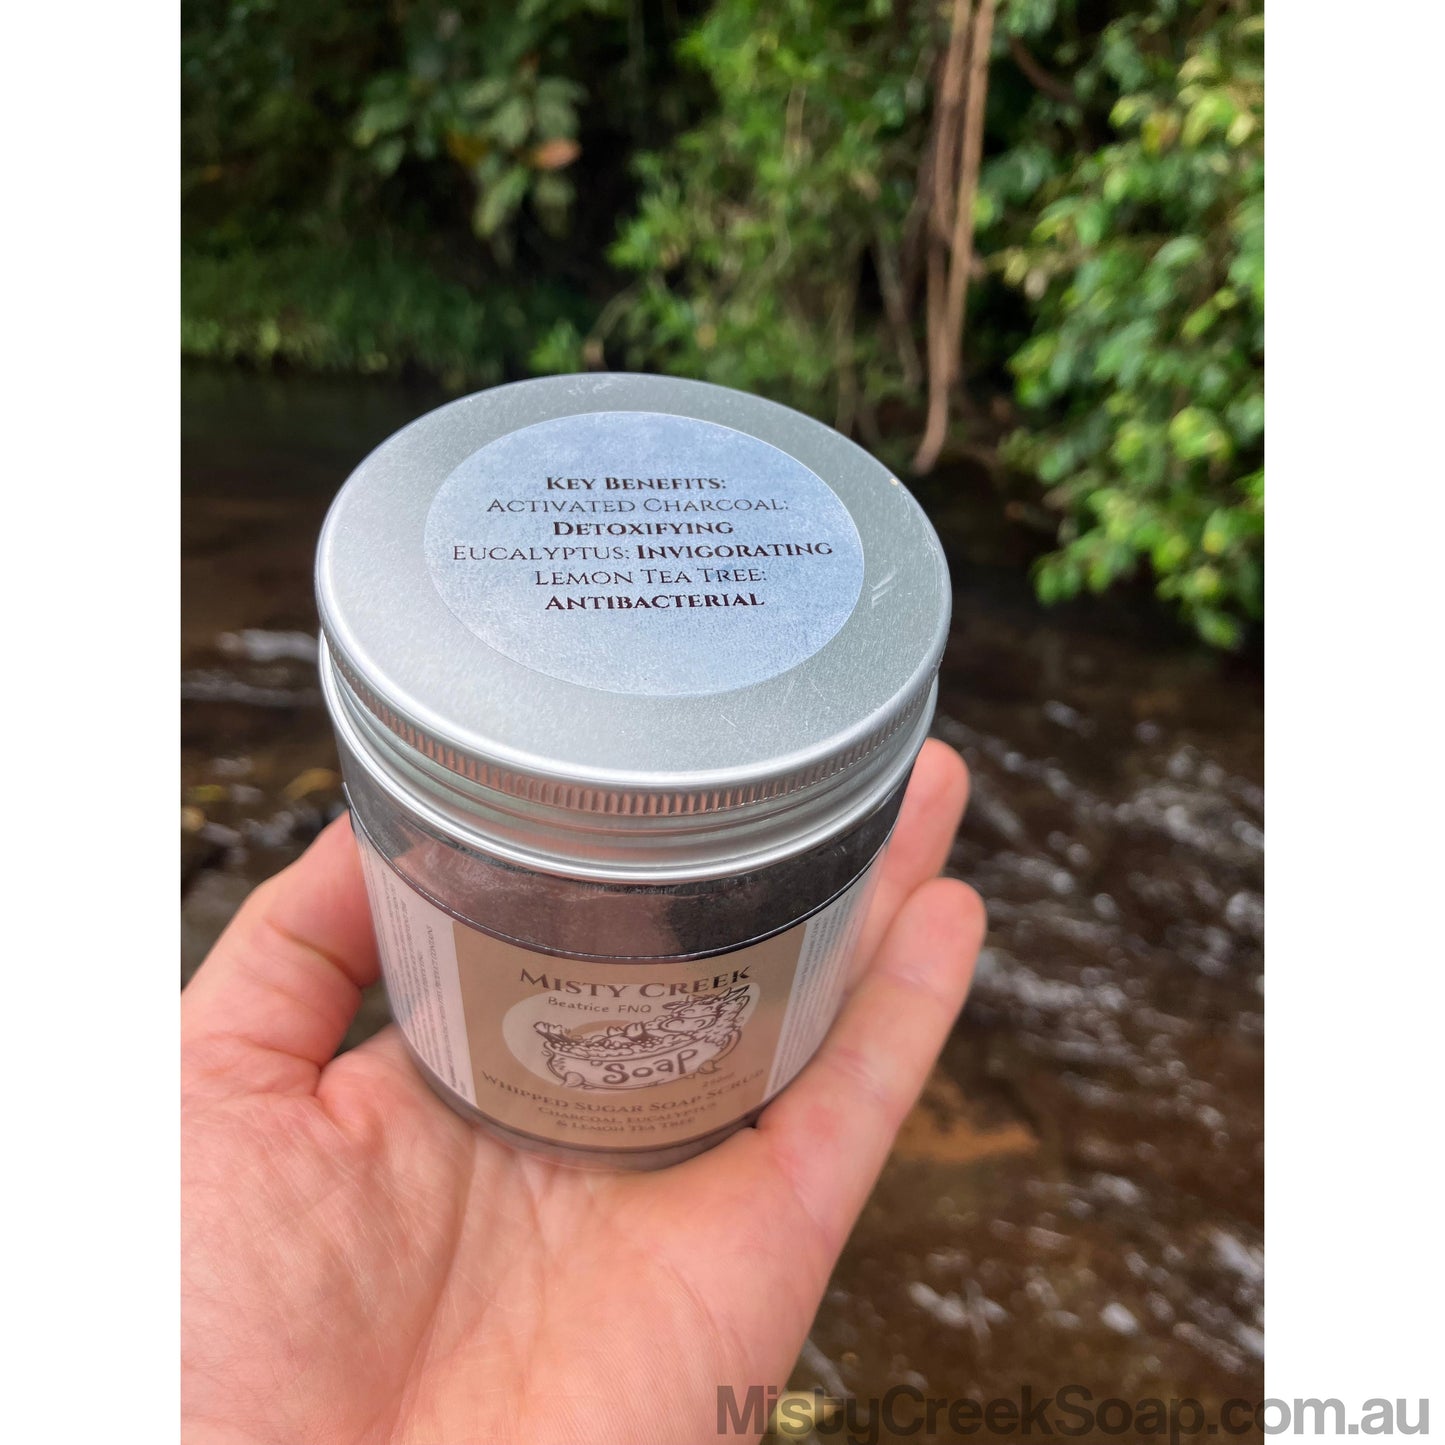 Key Benefits:
Activated Charcoal:
Detoxifying
Eucalyptus: Invigorating
Lemon Tea Tree:
Antibacterial
Misty Creek
Beatrice FNQ
Soap
250ml
Whipped Sugar Soap Scrub
Charcoal, Eucalyptus
& Lemon Tea Tree
MistyCreekSoap.com.au